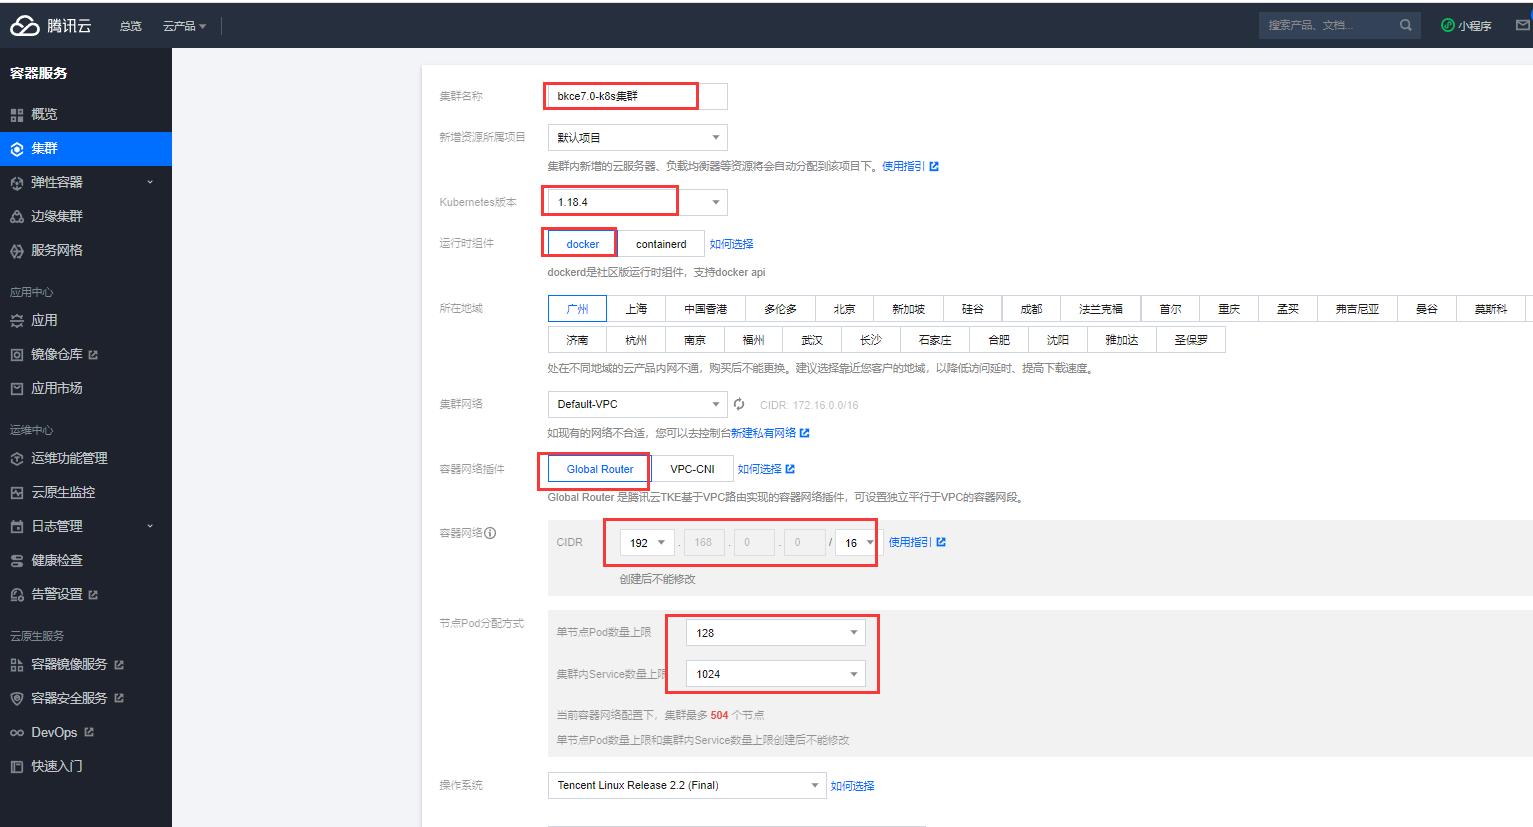 腾讯云 总览 云产品 搜索产品、文档... 小程序
容器服务
概览
集群
弹性容器
边缘集群
服务网格
应用中心
应用
镜像仓库
应用市场
运维中心
运维功能管理
云原生监控
日志管理
健康检查
告警设置
云原生服务
容器镜像服务
容器安全服务
DevOps
快速入门
集群名称 bkce7.0-k8s集群
新增资源所属项目 默认项目
集群内新增的云服务器、负载均衡器等资源将会自动分配到该项目下。使用指引
Kubernetes版本 1.18.4
运行时组件 docker containerd 如何选择
dockerd是社区版运行时组件，支持docker api
所在地域 广州 上海 中国香港 多伦多 北京 新加坡 硅谷 成都 法兰克福 首尔 重庆 孟买 弗吉尼亚 曼谷 莫斯科
济南 杭州 南京 福州 武汉 长沙 石家庄 合肥 沈阳 雅加达 圣保罗
处在不同地域的云产品内网不通，购买后不能更换。建议选择靠近您客户的地域，以降低访问延时、提高下载速度。
集群网络 Default-VPC CIDR: 172.16.0.0/16
如现有的网络不合适，您可以去控制台新建私有网络
容器网络插件 Global Router VPC-CNI 如何选择
Global Router 是腾讯云TKE基于VPC路由实现的容器网络插件，可设置独立平行于VPC的容器网段。
容器网络 CIDR 192 . 168 . 0 . 0 / 16 使用指引
创建后不能修改
节点Pod分配方式 单节点Pod数量上限 128
集群内Service数量上限 1024
当前容器网络配置下，集群最多 504 个节点
单节点Pod数量上限和集群内Service数量上限创建后不能修改
操作系统 Tencent Linux Release 2.2 (Final) 如何选择